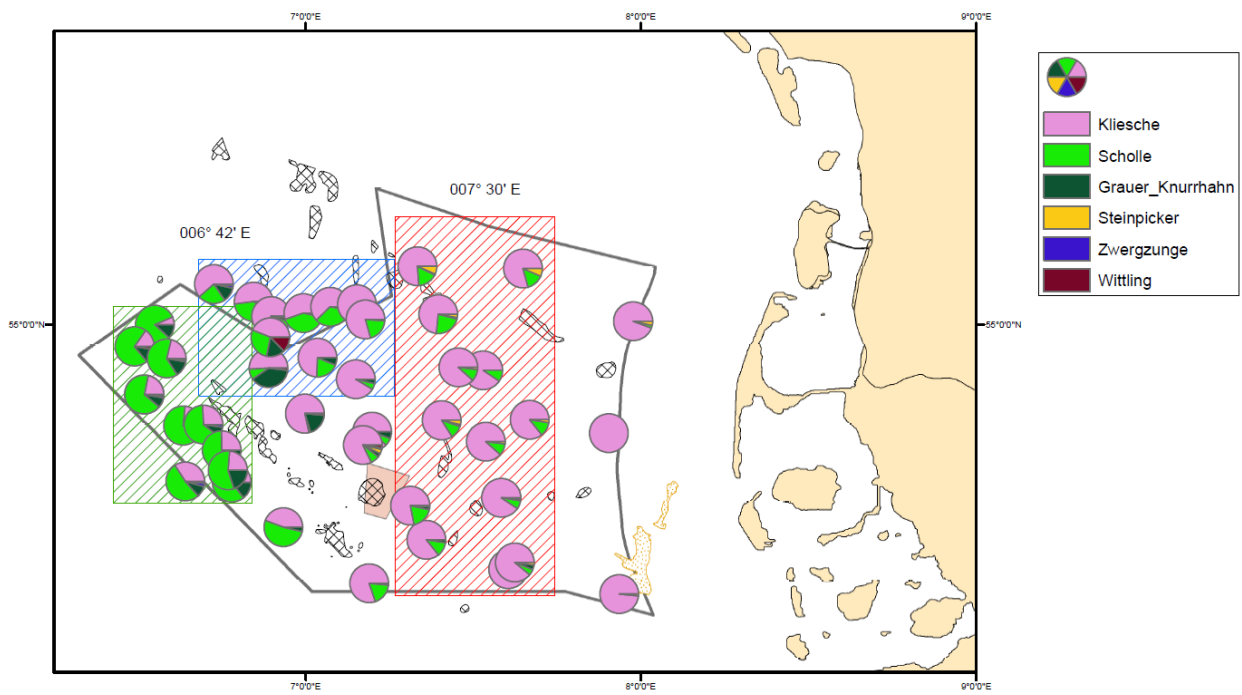 7°0'0"E
8°0'0"E
9°0'0"E
007° 30' E
006° 42' E
55°0'0"N
55°0'0"N
7°0'0"E
8°0'0"E
9°0'0"E
Kliesche
Scholle
Grauer_Knurrhahn
Steinpicker
Zwergzunge
Wittling